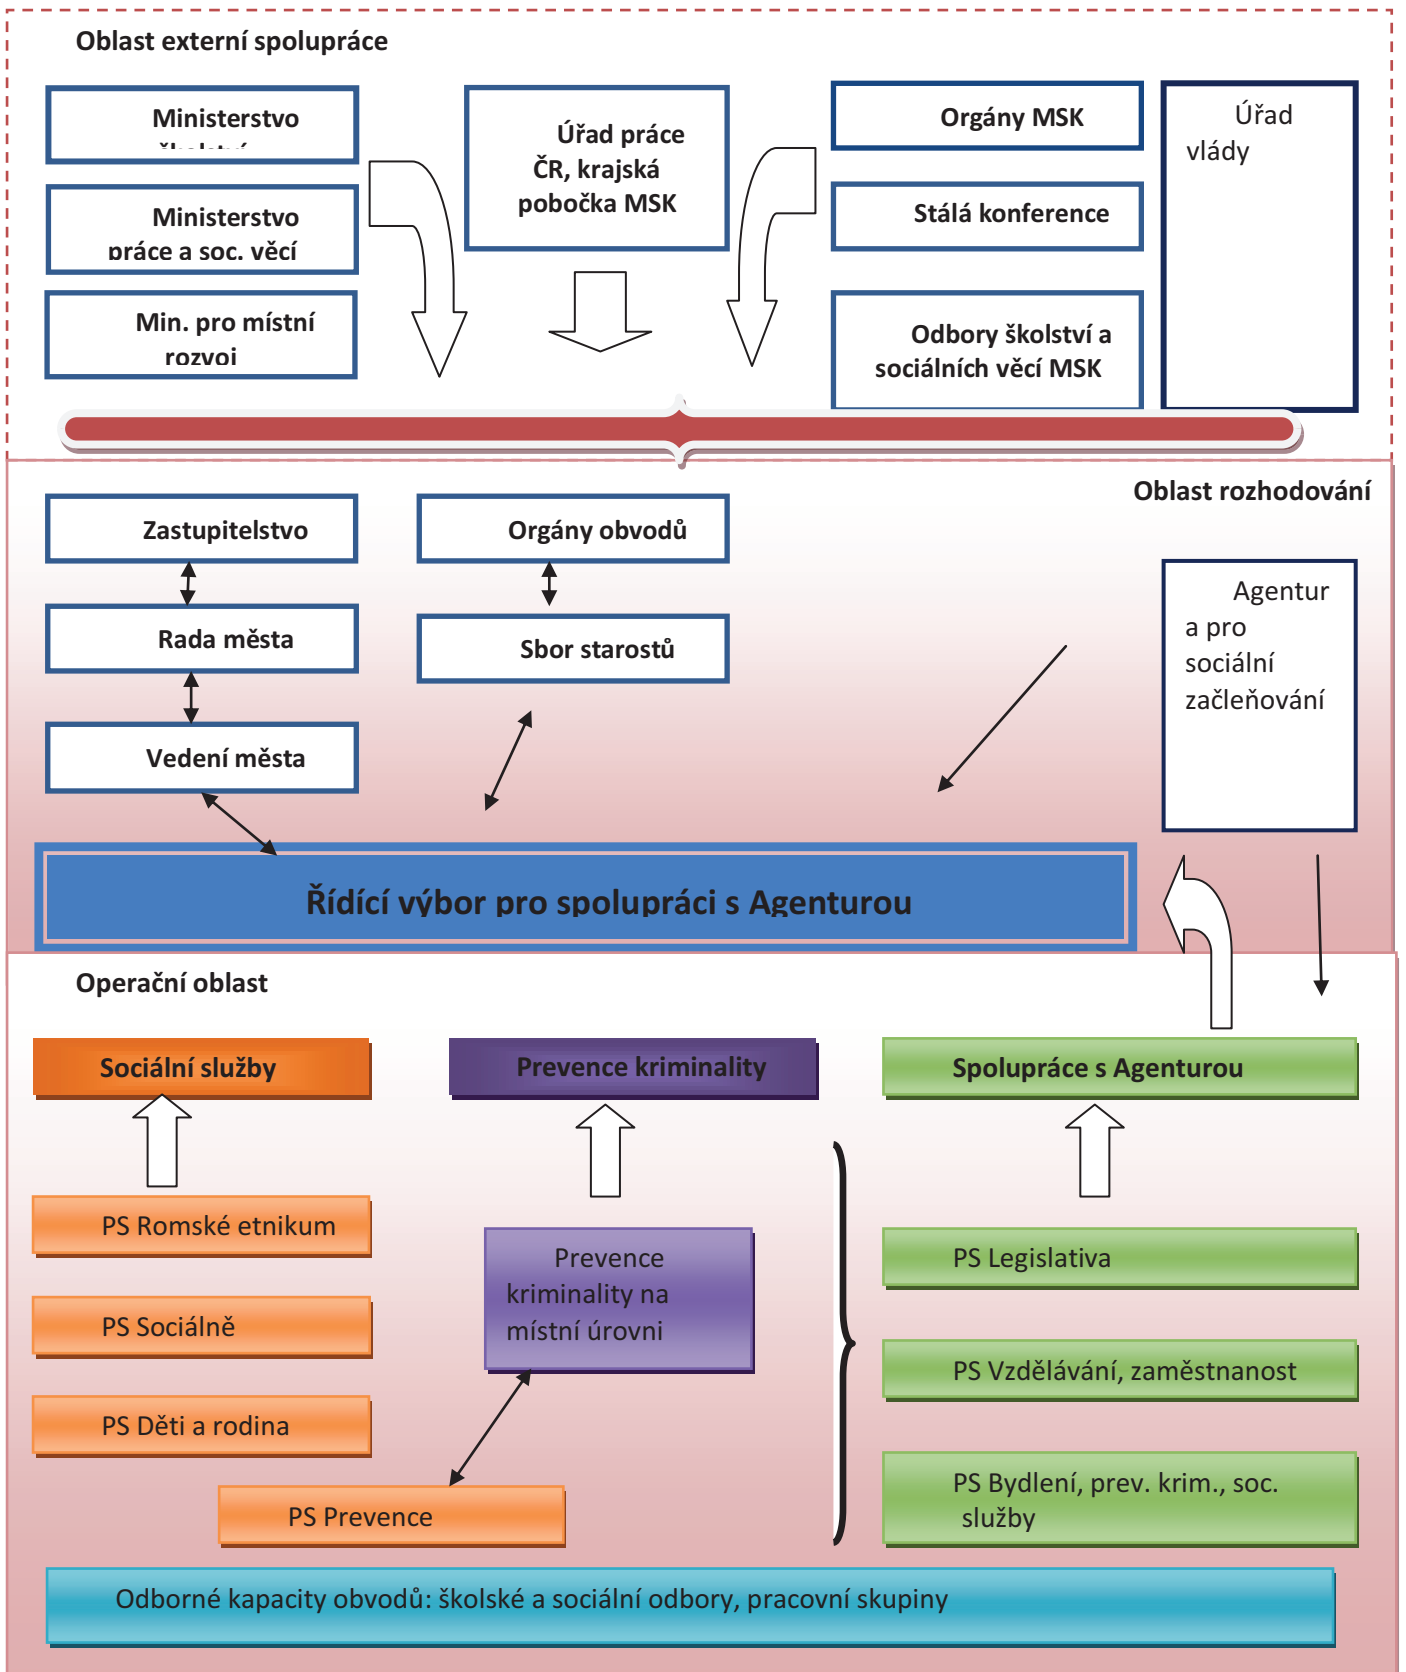 Oblast externí spolupráce
Ministerstvo
školství
Ministerstvo
práce a soc. věcí
Min. pro místní
rozvoj
Úřad práce
ČR, krajská
pobočka MSK
Orgány MSK
Stálá konference
Odbory školství a
sociálních věcí MSK
Úřad
vlády
Oblast rozhodování
Zastupitelstvo
Rada města
Vedení města
Orgány obvodů
Sbor starostů
Agentur
a pro
sociální
začleňování
Řídící výbor pro spolupráci s Agenturou
Operační oblast
Sociální služby
PS Romské etnikum
PS Sociálně
PS Děti a rodina
PS Prevence
Prevence kriminality
Prevence
kriminality na
místní úrovni
Spolupráce s Agenturou
PS Legislativa
PS Vzdělávání, zaměstnanost
PS Bydlení, prev. krim., soc.
služby
Odborné kapacity obvodů: školské a sociální odbory, pracovní skupiny